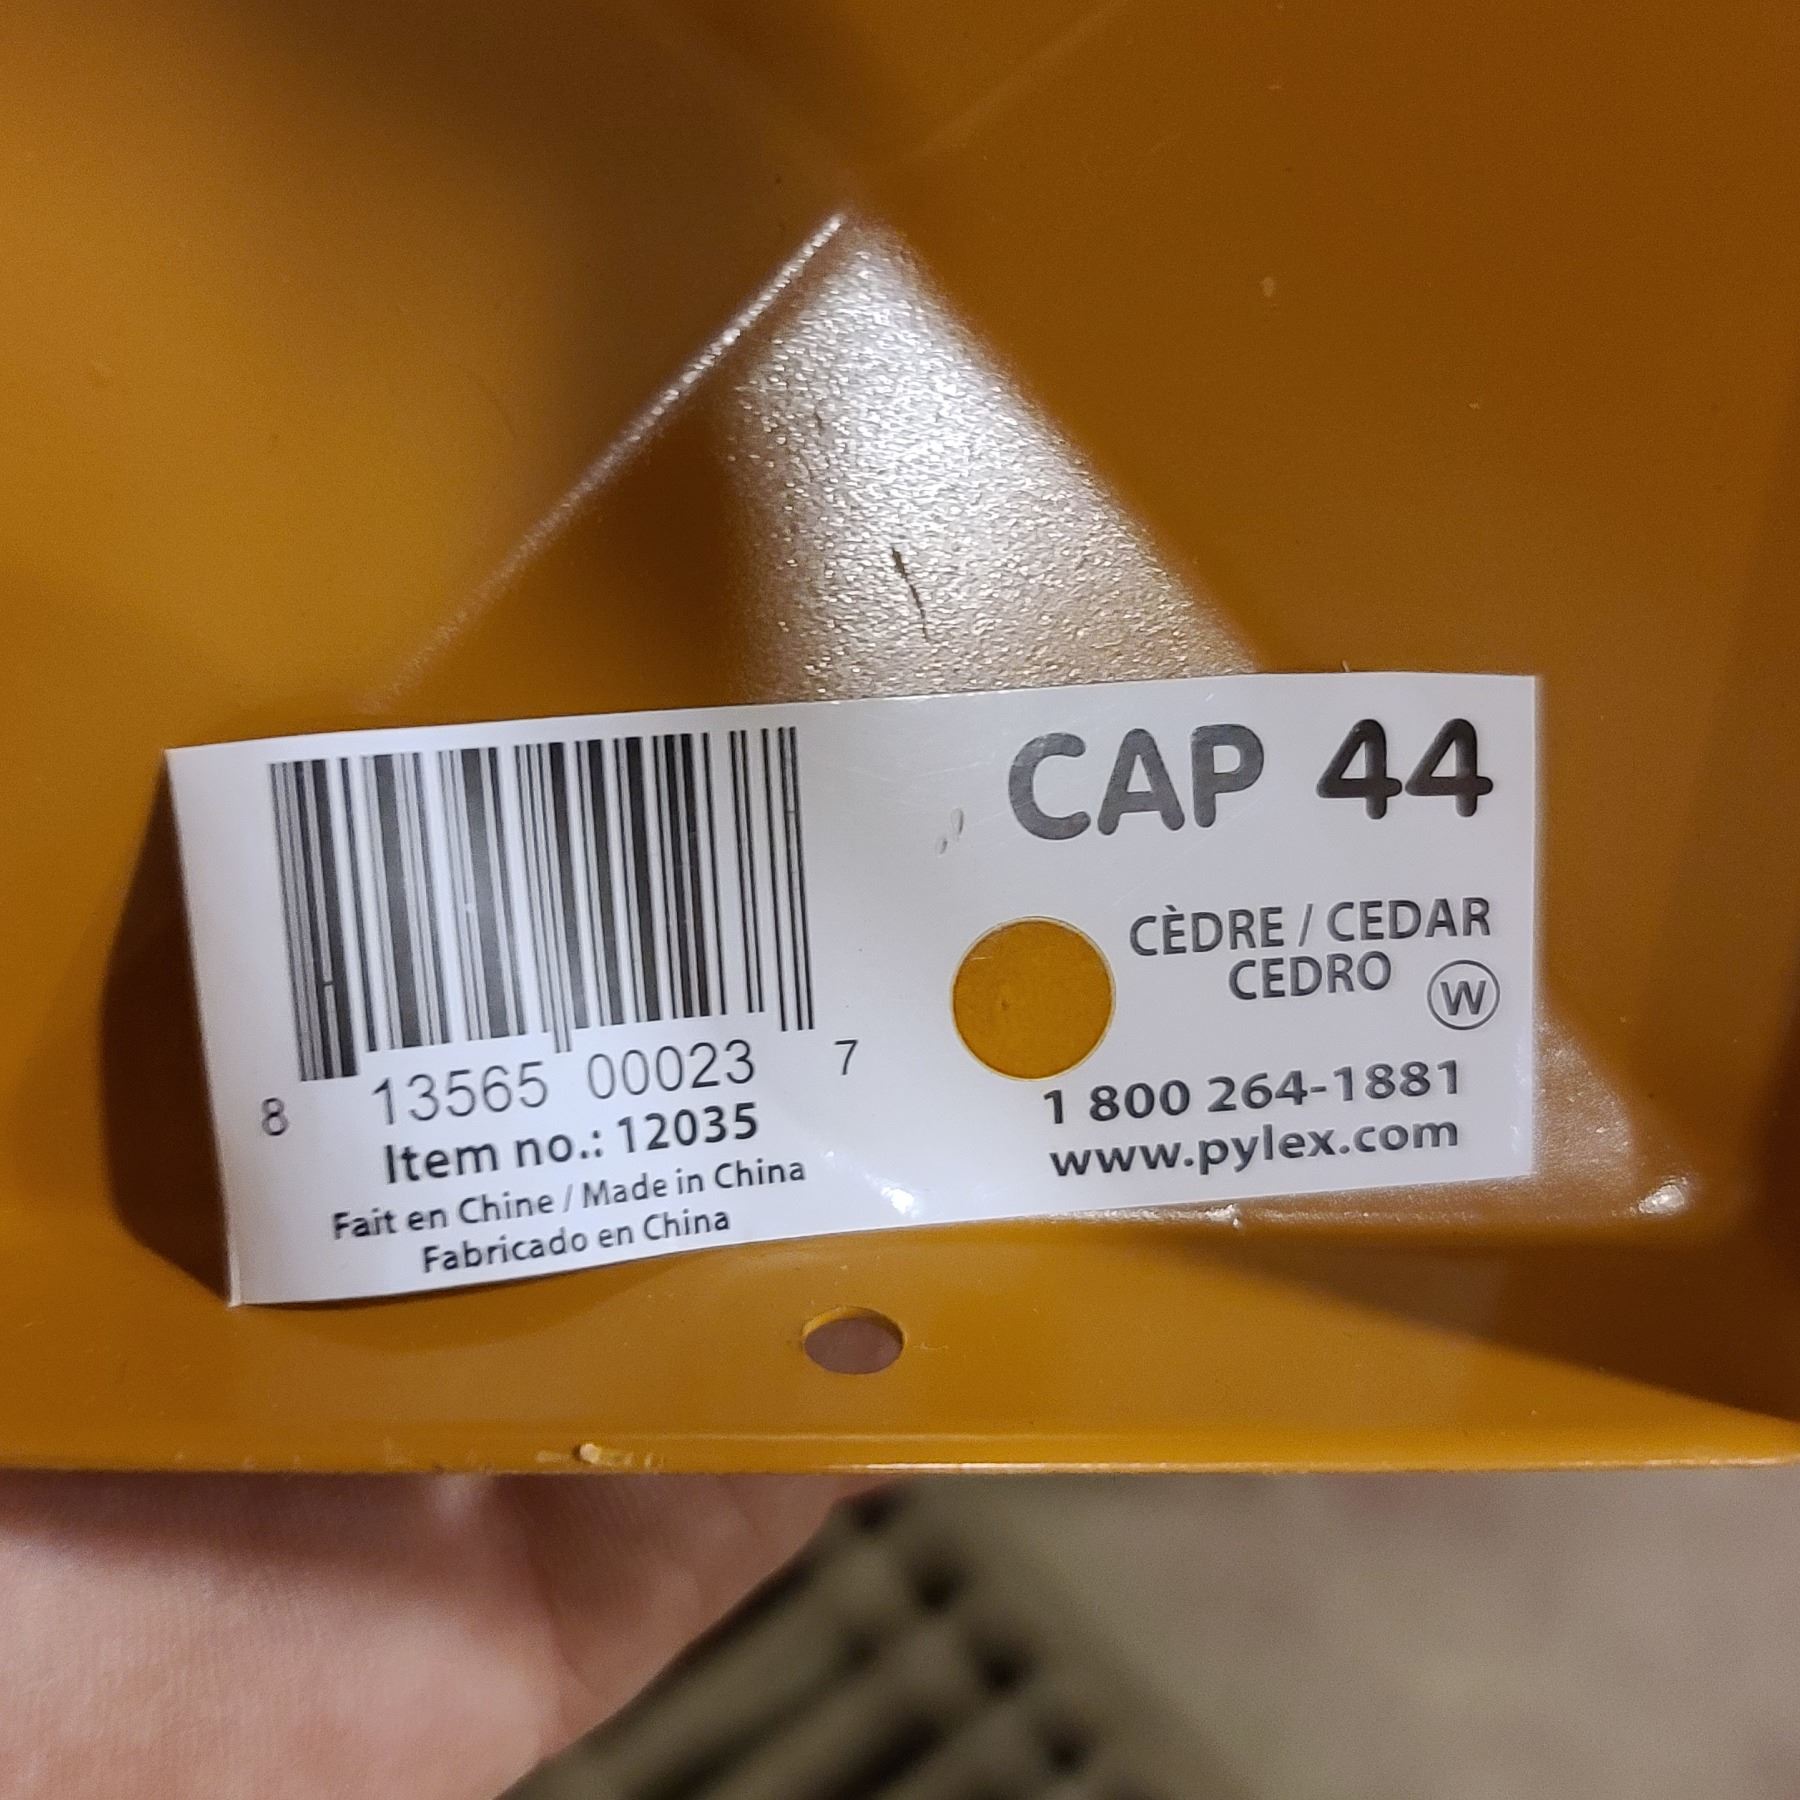 CAP 44
CÈDRE / CEDAR
CEDRO
W
1 800 264-1881
www.pylex.com
8 13565 00023 7
Item no.: 12035
Fait en Chine / Made in China
Fabricado en China